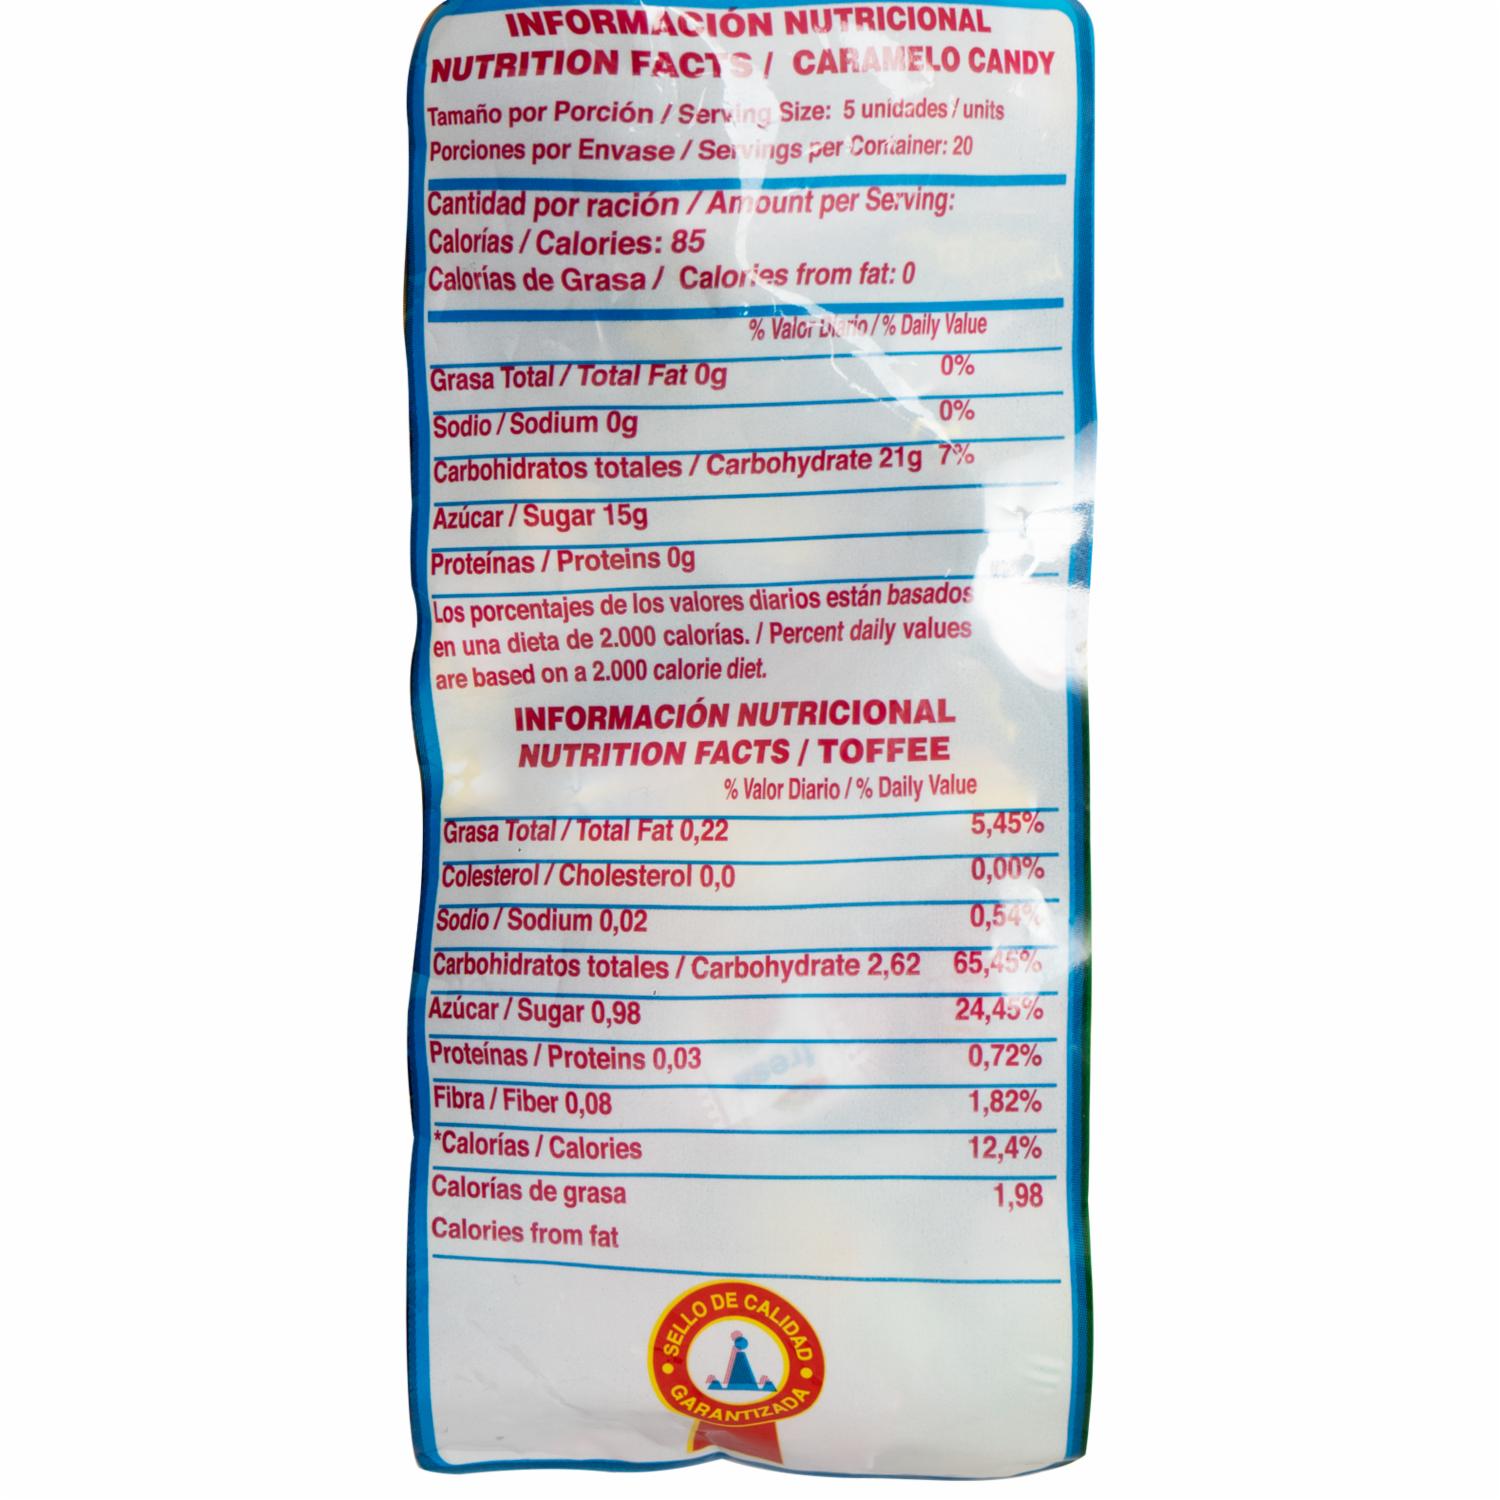 INFORMACIÓN NUTRICIONAL
NUTRITION FACTS / CARAMELO CANDY
Tamaño por Porción / Serving Size: 5 unidades / units
Porciones por Envase / Servings per Container: 20
Cantidad por ración / Amount per Serving:
Calorías / Calories: 85
Calorías de Grasa / Calories from fat: 0
% Valor Diario / % Daily Value
Grasa Total / Total Fat 0g 0%
Sodio / Sodium 0g 0%
Carbohidratos totales / Carbohydrate 21g 7%
Azúcar / Sugar 15g
Proteínas / Proteins 0g
Los porcentajes de los valores diarios están basados
en una dieta de 2.000 calorías. / Percent daily values
are based on a 2.000 calorie diet.
INFORMACIÓN NUTRICIONAL
NUTRITION FACTS / TOFFEE
% Valor Diario / % Daily Value
Grasa Total / Total Fat 0,22 5,45%
Colesterol / Cholesterol 0,0 0,00%
Sodio / Sodium 0,02 0,54%
Carbohidratos totales / Carbohydrate 2,62 65,45%
Azúcar / Sugar 0,98 24,45%
Proteínas / Proteins 0,03 0,72%
Fibra / Fiber 0,08 1,82%
*Calorías / Calories 12,4%
Calorías de grasa 1,98
Calories from fat
SELLO DE CALIDAD
GARANTIZADA